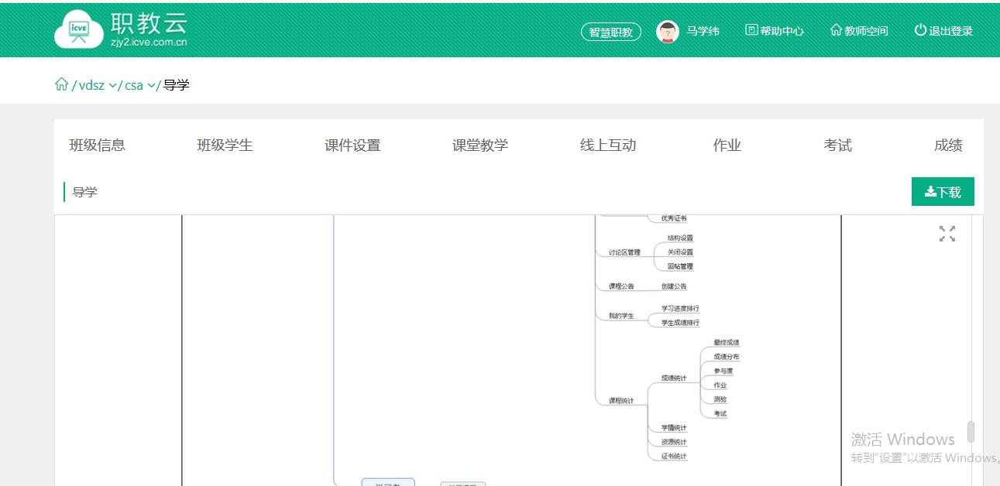 icve
职教云
zjy2.icve.com.cn
智慧职教
马学纬
帮助中心
教师空间
退出登录
/ vdsz / csa / 导学
班级信息
班级学生
课件设置
课堂教学
线上互动
作业
考试
成绩
导学
下载
优秀证书
讨论区管理
结构设置
关闭设置
回帖管理
课程公告
创建公告
我的学生
学习进度排行
学生成绩排行
课程统计
成绩统计
最终成绩
成绩分布
参与度
作业
测验
考试
学情统计
资源统计
证书统计
激活 Windows
转到"设置"以激活 Windows。